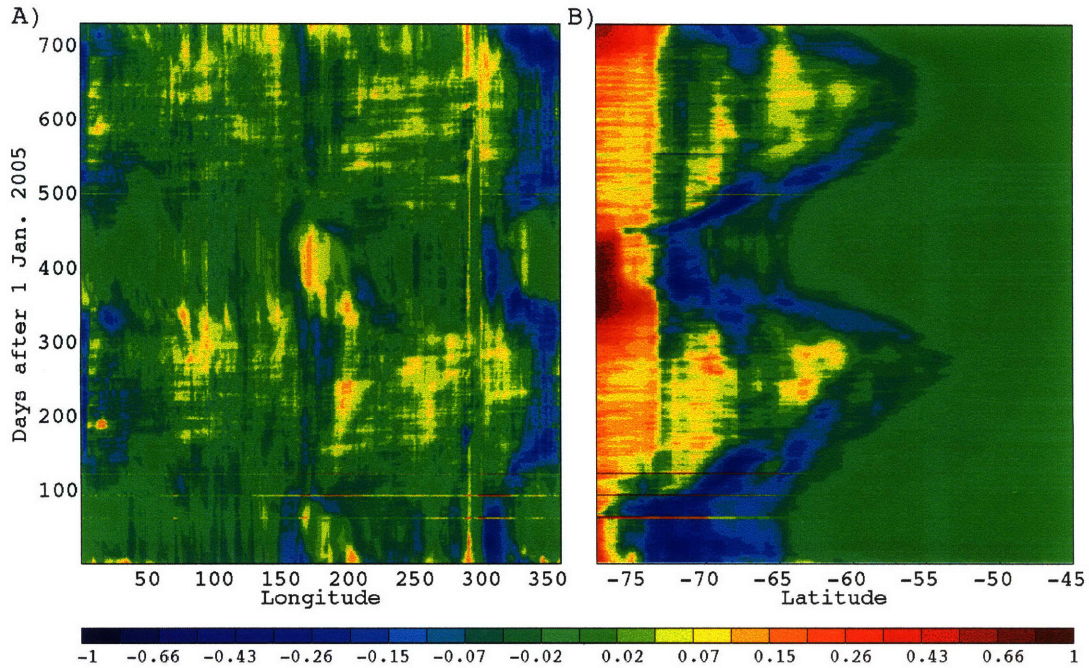 A)
B)
700
600
500
400
300
200
100
Days after 1 Jan. 2005
50 100 150 200 250 300 350
-75 -70 -65 -60 -55 -50 -45
Longitude
Latitude
-1 -0.66 -0.43 -0.26 -0.15 -0.07 -0.02 0.02 0.07 0.15 0.26 0.43 0.66 1